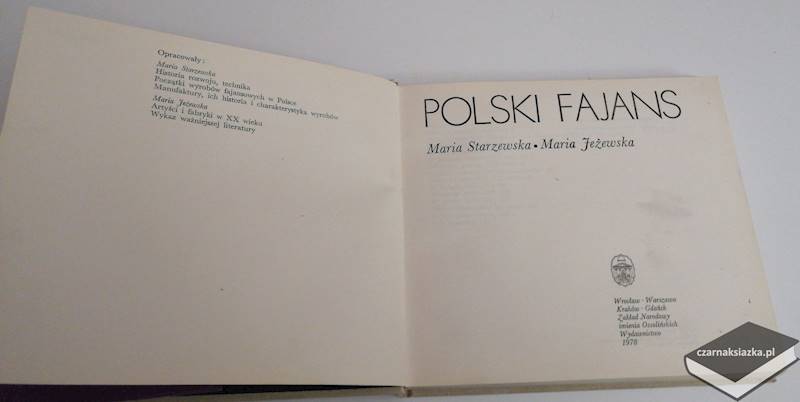 Opracowały:
Maria Starzewska
Historia rozwoju, technika
Początki wyrobów fajansowych w Polsce
Manufaktury, ich historia i charakterystyka wyrobów
Maria Jeżewska
Artyści i fabryki w XX wieku
Wykaz ważniejszej literatury
POLSKI FAJANS
Maria Starzewska • Maria Jeżewska
Wrocław · Warszawa
Kraków · Gdańsk
Zakład Narodowy
imienia Ossolińskich
Wydawnictwo
1978
czarnaksiazka.pl